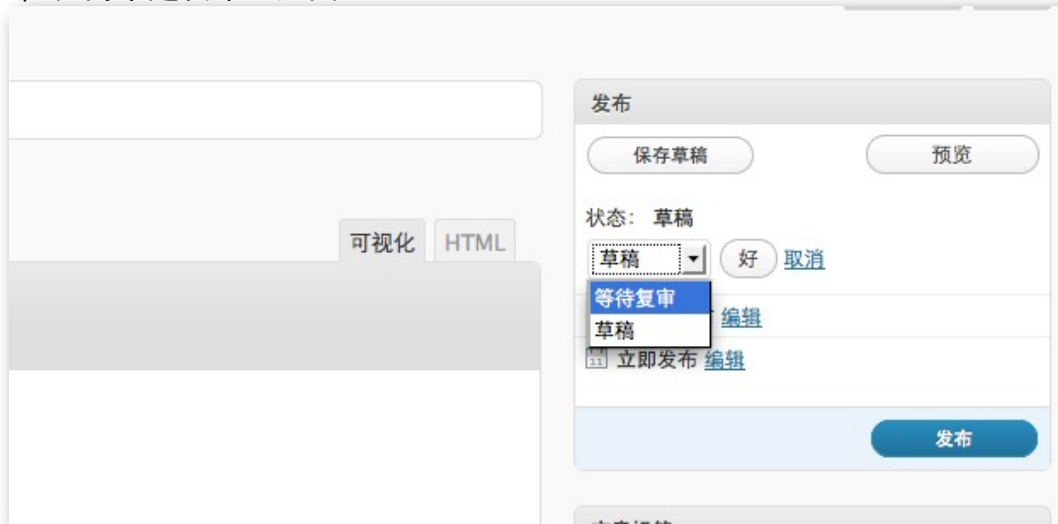 发布
保存草稿 预览
状态： 草稿
可视化 HTML
草稿 好 取消
等待复审
编辑
草稿
11 立即发布 编辑
发布